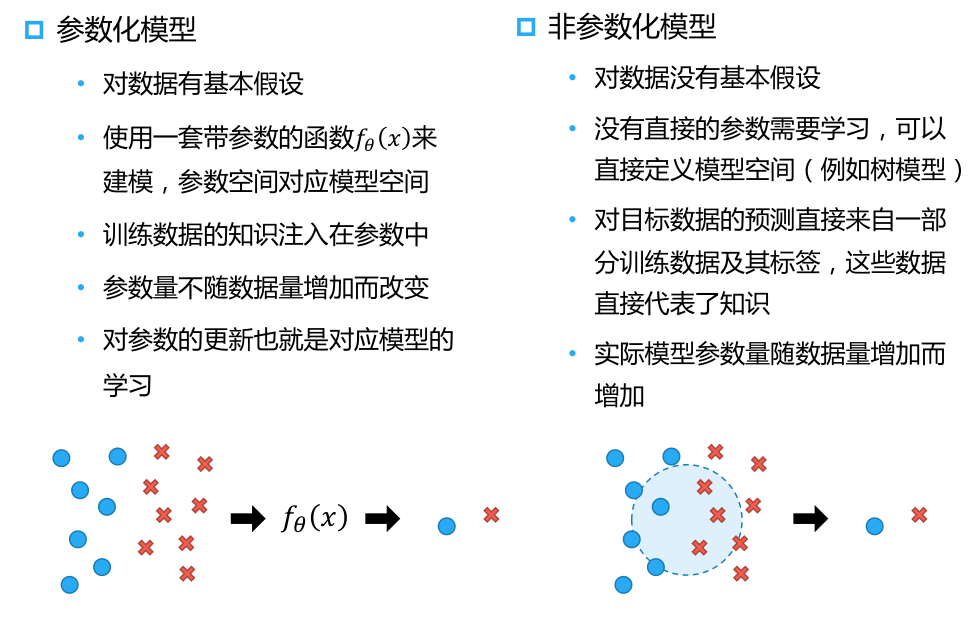 参数化模型
• 对数据有基本假设
• 使用一套带参数的函数fθ(x)来
建模，参数空间对应模型空间
• 训练数据的知识注入在参数中
• 参数量不随数据量增加而改变
• 对参数的更新也就是对应模型的
学习
fθ(x)
非参数化模型
• 对数据没有基本假设
• 没有直接的参数需要学习，可以
直接定义模型空间（例如树模型）
• 对目标数据的预测直接来自一部
分训练数据及其标签，这些数据
直接代表了知识
• 实际模型参数量随数据量增加而
增加